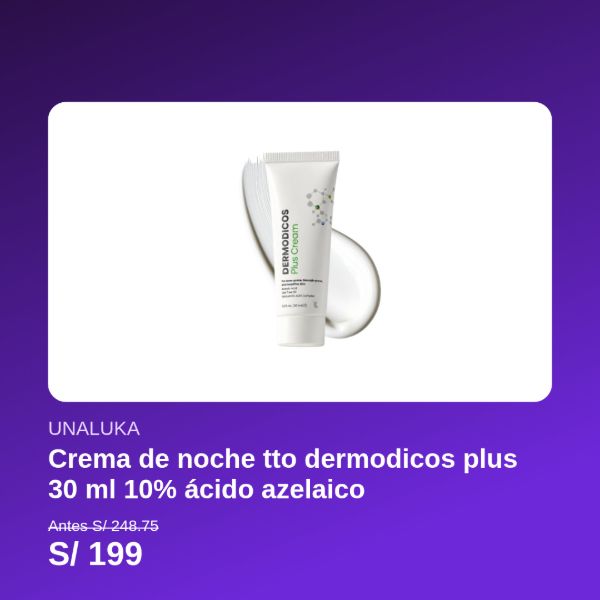 DERMODICOS
Plus Cream
UNALUKA
Crema de noche tto dermodicos plus
30 ml 10% ácido azelaico
Antes S/ 248.75
S/ 199